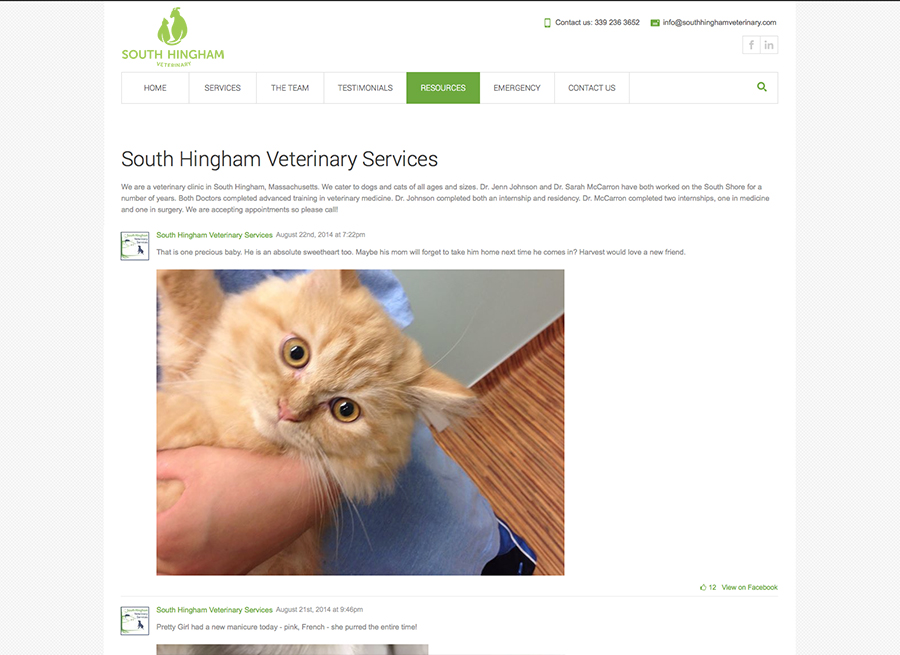 SOUTH HINGHAM
VETERINARY
Contact us: 339 236 3652
info@southhinghamveterinary.com
f in
HOME SERVICES THE TEAM TESTIMONIALS RESOURCES EMERGENCY CONTACT US
South Hingham Veterinary Services
We are a veterinary clinic in South Hingham, Massachusetts. We cater to dogs and cats of all ages and sizes. Dr. Jenn Johnson and Dr. Sarah McCarron have both worked on the South Shore for a
number of years. Both Doctors completed advanced training in veterinary medicine. Dr. Johnson completed both an internship and residency. Dr. McCarron completed two internships, one in medicine
and one in surgery. We are accepting appointments so please call!
South Hingham Veterinary Services August 22nd, 2014 at 7:22pm
That is one precious baby. He is an absolute sweetheart too. Maybe his mom will forget to take him home next time he comes in? Harvest would love a new friend.
12 View on Facebook
South Hingham Veterinary Services August 21st, 2014 at 9:46pm
Pretty Girl had a new manicure today - pink, French - she purred the entire time!